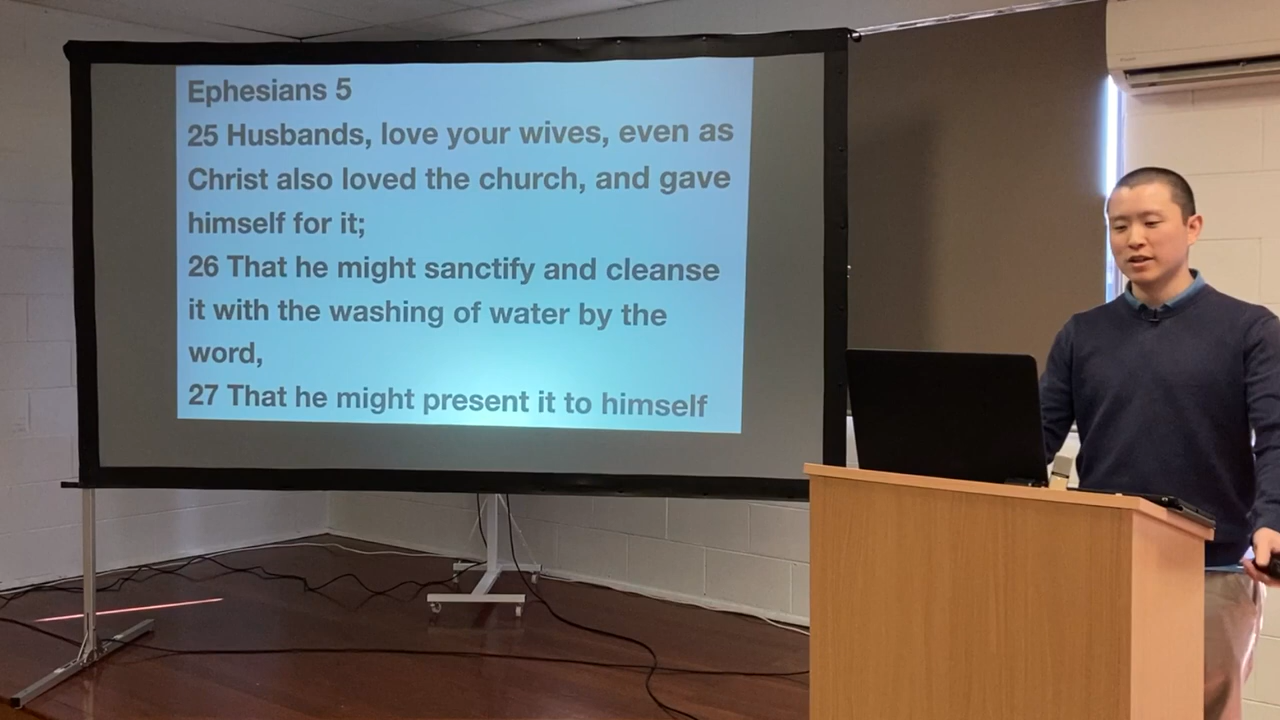 Ephesians 5
25 Husbands, love your wives, even as
Christ also loved the church, and gave
himself for it;
26 That he might sanctify and cleanse
it with the washing of water by the
word,
27 That he might present it to himself